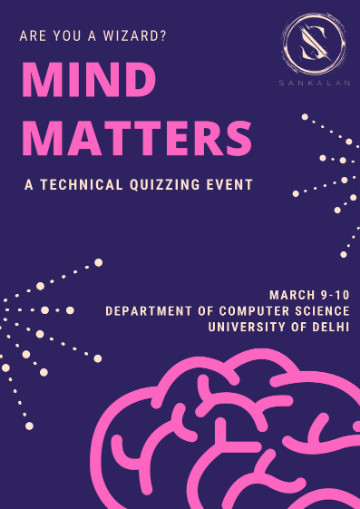 ARE YOU A WIZARD?
S
SANKALAN
MIND
MATTERS
A TECHNICAL QUIZZING EVENT
MARCH 9-10
DEPARTMENT OF COMPUTER SCIENCE
UNIVERSITY OF DELHI